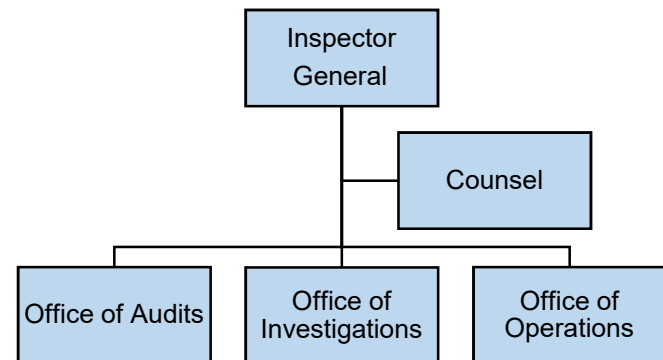 Inspector
General
Counsel
Office of Audits
Office of
Investigations
Office of
Operations